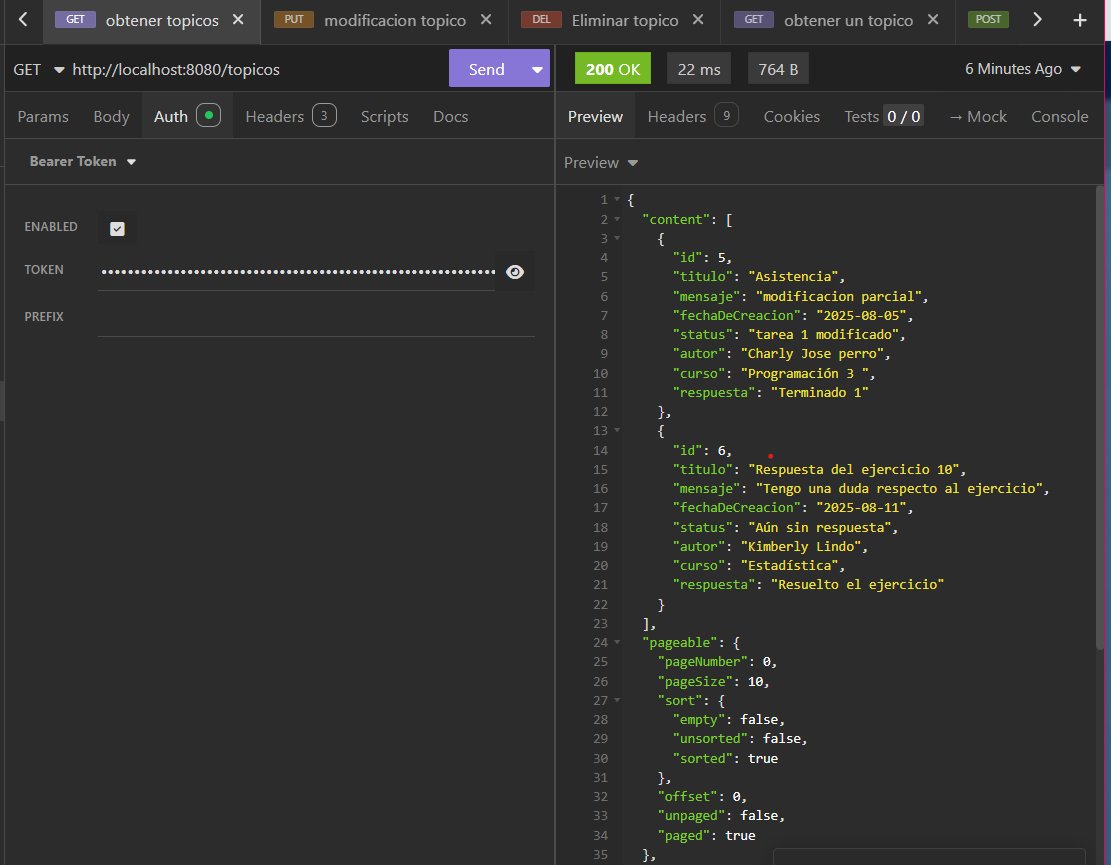 GET obtener topicos PUT modificacion topico DEL Eliminar topico GET obtener un topico POST
GET http://localhost:8080/topicos Send 200 OK 22 ms 764 B 6 Minutes Ago
Params Body Auth Headers 3 Scripts Docs Preview Headers 9 Cookies Tests 0 / 0 → Mock Console
Bearer Token
ENABLED
TOKEN ••••••••••••••••••••••••••••••••••••••••••••••••••••••••••••
PREFIX
Preview
1 {
2 "content": [
3 {
4 "id": 5,
5 "titulo": "Asistencia",
6 "mensaje": "modificacion parcial",
7 "fechaDeCreacion": "2025-08-05",
8 "status": "tarea 1 modificado",
9 "autor": "Charly Jose perro",
10 "curso": "Programación 3 ",
11 "respuesta": "Terminado 1"
12 },
13 {
14 "id": 6,
15 "titulo": "Respuesta del ejercicio 10",
16 "mensaje": "Tengo una duda respecto al ejercicio",
17 "fechaDeCreacion": "2025-08-11",
18 "status": "Aún sin respuesta",
19 "autor": "Kimberly Lindo",
20 "curso": "Estadística",
21 "respuesta": "Resuelto el ejercicio"
22 }
23 ],
24 "pageable": {
25 "pageNumber": 0,
26 "pageSize": 10,
27 "sort": {
28 "empty": false,
29 "unsorted": false,
30 "sorted": true
31 },
32 "offset": 0,
33 "unpaged": false,
34 "paged": true
35 },